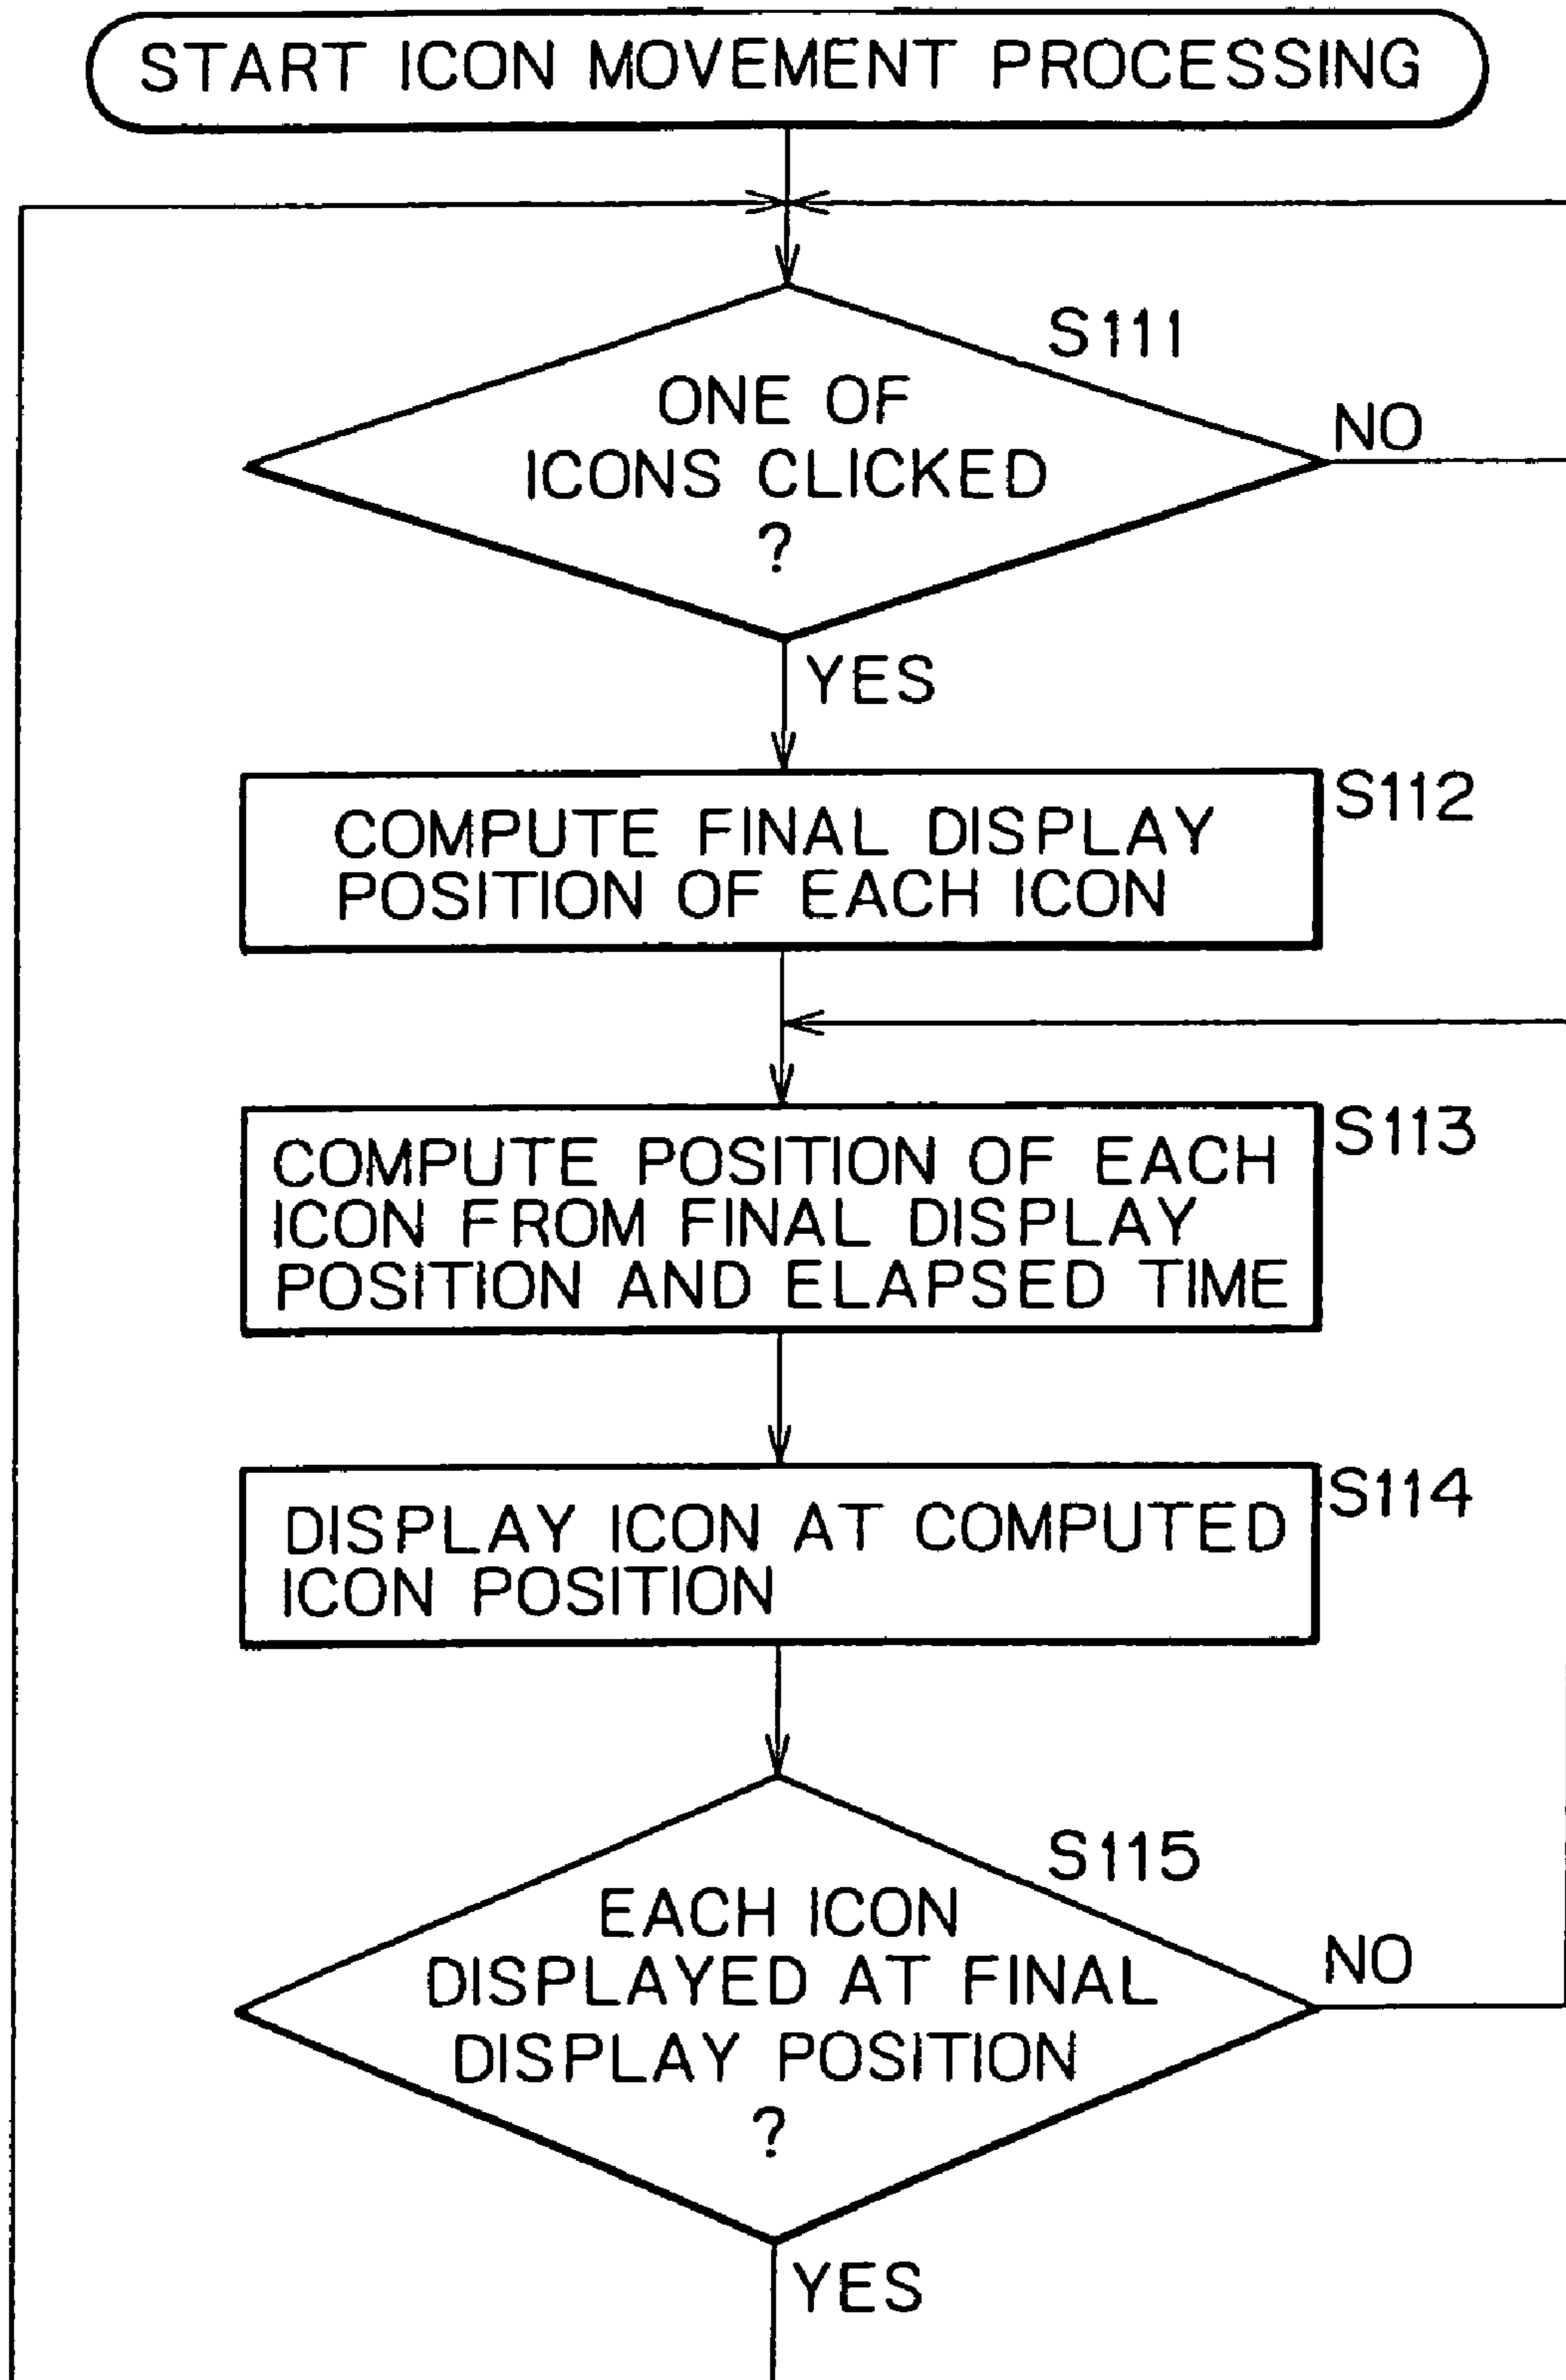 START ICON MOVEMENT PROCESSING
S111
ONE OF
ICONS CLICKED
?
NO
YES
S112
COMPUTE FINAL DISPLAY
POSITION OF EACH ICON
S113
COMPUTE POSITION OF EACH
ICON FROM FINAL DISPLAY
POSITION AND ELAPSED TIME
S114
DISPLAY ICON AT COMPUTED
ICON POSITION
S115
EACH ICON
DISPLAYED AT FINAL
DISPLAY POSITION
?
NO
YES